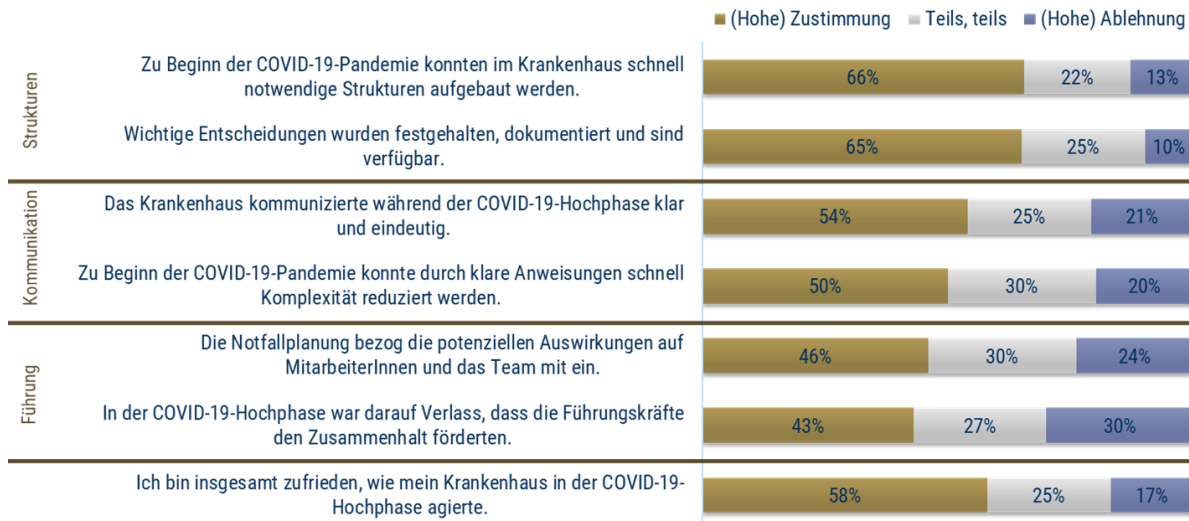 (Hohe) Zustimmung Teils, teils (Hohe) Ablehnung
Strukturen
Zu Beginn der COVID-19-Pandemie konnten im Krankenhaus schnell
notwendige Strukturen aufgebaut werden.
66% 22% 13%
Wichtige Entscheidungen wurden festgehalten, dokumentiert und sind
verfügbar.
65% 25% 10%
Kommunikation
Das Krankenhaus kommunizierte während der COVID-19-Hochphase klar
und eindeutig.
54% 25% 21%
Zu Beginn der COVID-19-Pandemie konnte durch klare Anweisungen schnell
Komplexität reduziert werden.
50% 30% 20%
Führung
Die Notfallplanung bezog die potenziellen Auswirkungen auf
MitarbeiterInnen und das Team mit ein.
46% 30% 24%
In der COVID-19-Hochphase war darauf Verlass, dass die Führungskräfte
den Zusammenhalt förderten.
43% 27% 30%
Ich bin insgesamt zufrieden, wie mein Krankenhaus in der COVID-19-
Hochphase agierte.
58% 25% 17%